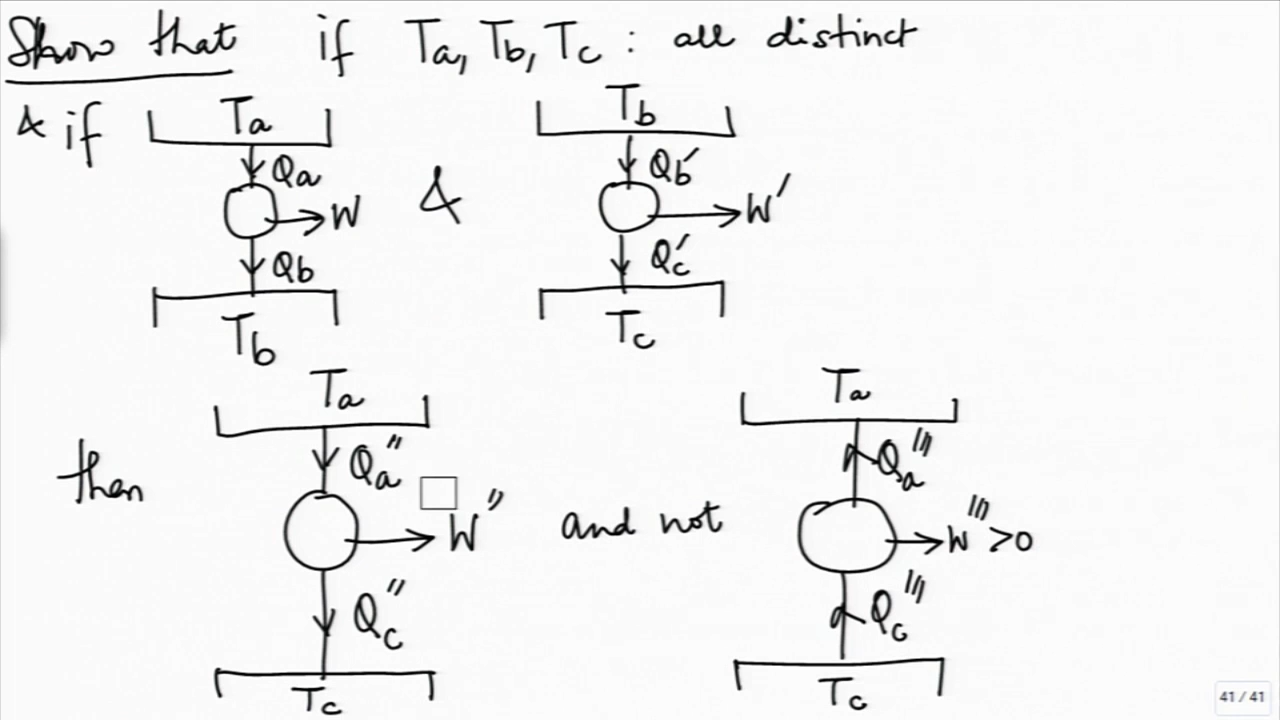 Show that if Ta, Tb, Tc : all distinct
& if Ta Tb
Qa Qb′
W & W′
Qb Qc′
Tb Tc
Ta Ta
then Qa″ Qa‴
W″ and not W‴ >0
Qc″ Qc‴
Tc Tc
41 / 41